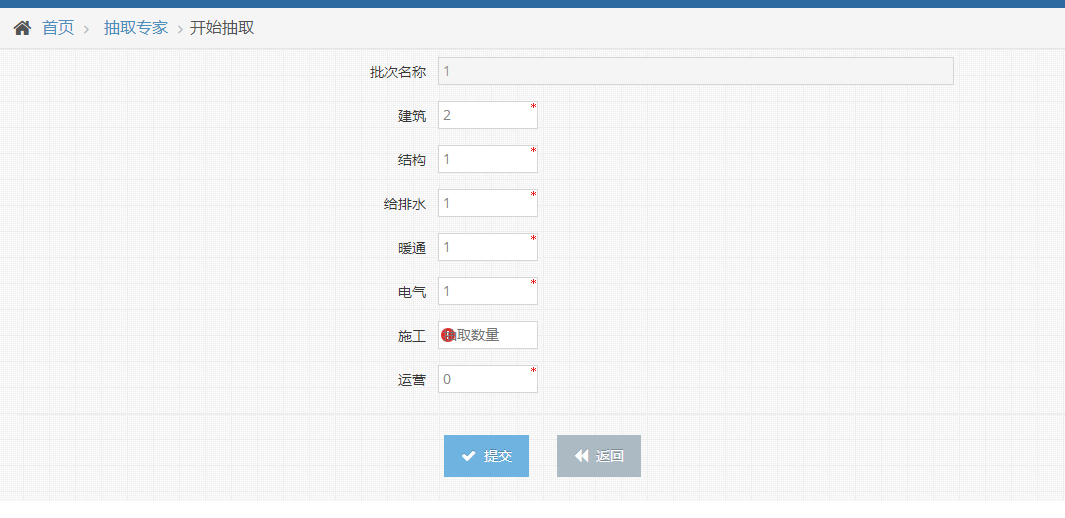 首页 > 抽取专家 > 开始抽取
批次名称 1
建筑 2 *
结构 1 *
给排水 1 *
暖通 1 *
电气 1 *
施工 抽取数量
运营 0 *
提交 返回